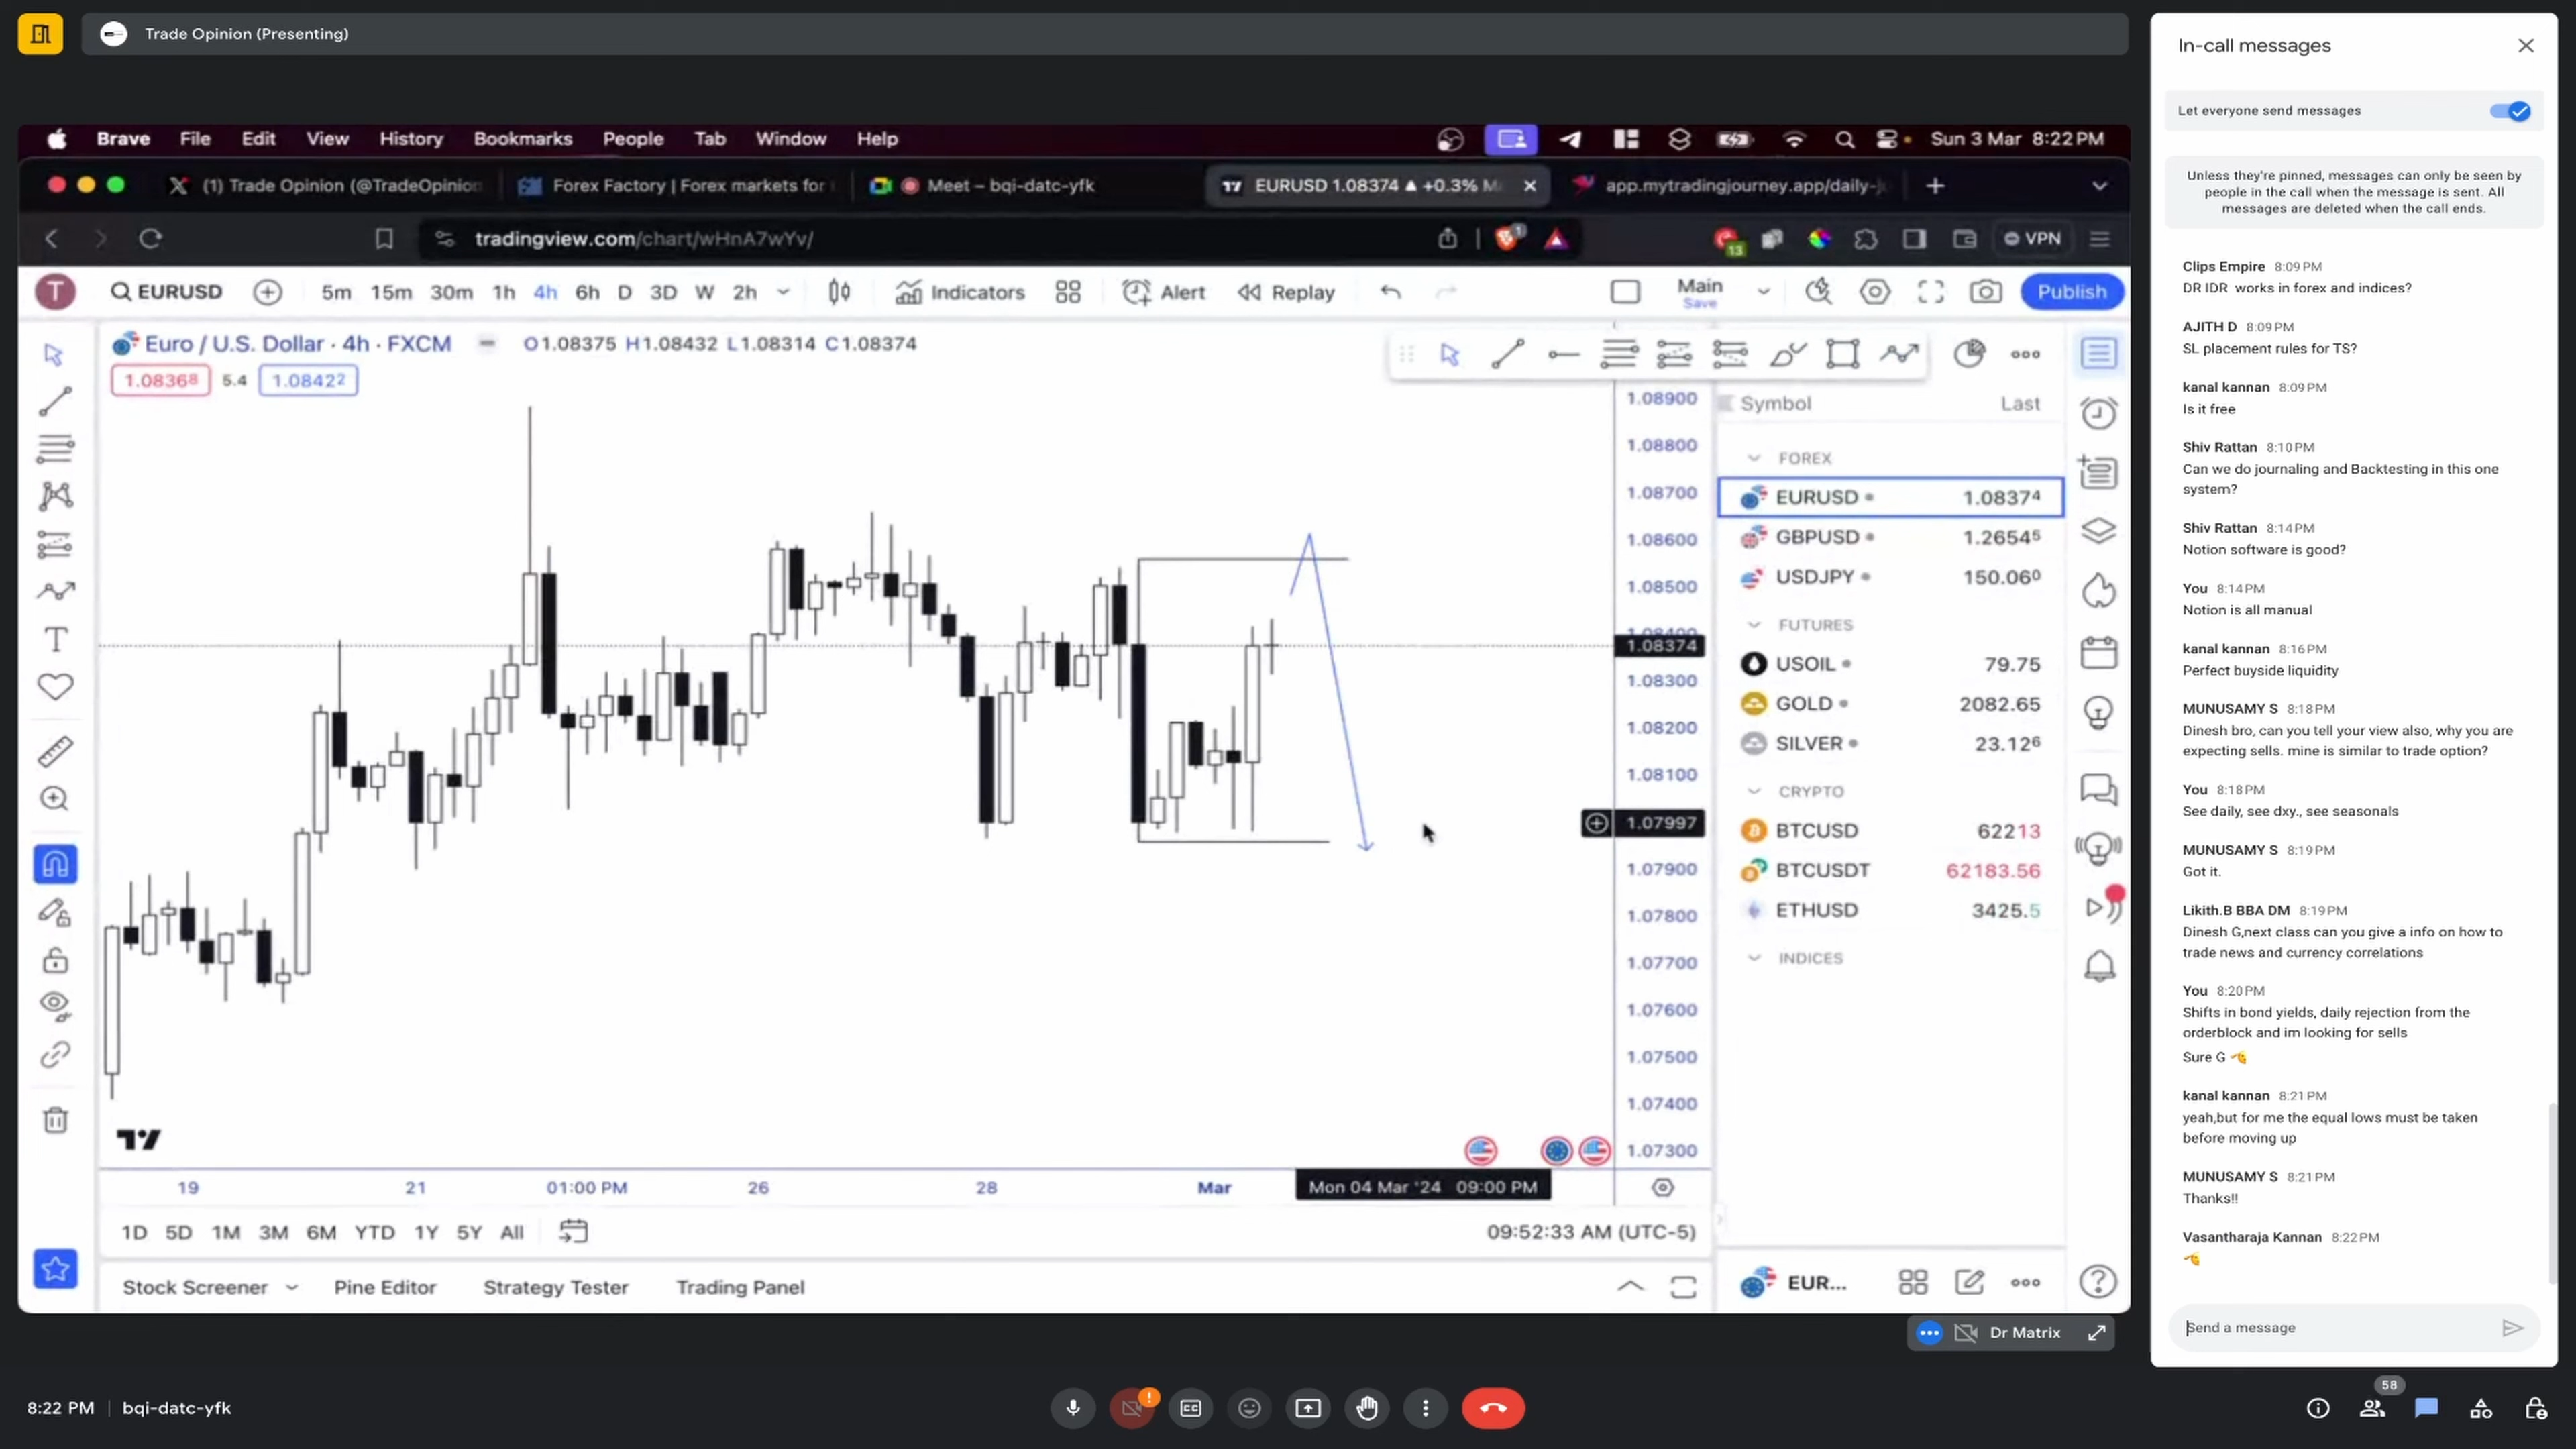 Trade Opinion (Presenting)
Brave File Edit View History Bookmarks People Tab Window Help
Sun 3 Mar 8:22 PM
(1) Trade Opinion (@TradeOpinio
Forex Factory | Forex markets for
Meet – bqi-datc-yfk
EURUSD 1.08374 ▲ +0.3% M
app.mytradingjourney.app/daily-j
tradingview.com/chart/wHnA7wYv/
1
13
VPN
T
EURUSD
5m 15m 30m 1h 4h 6h D 3D W 2h
Indicators
Alert
Replay
Main
Save
Publish
Euro / U.S. Dollar · 4h · FXCM
O1.08375 H1.08432 L1.08314 C1.08374
1.08368 5.4 1.08422
1.08900
1.08800
1.08700
1.08600
1.08500
1.08400
1.08374
1.08300
1.08200
1.08100
1.07997
1.07900
1.07800
1.07700
1.07600
1.07500
1.07400
1.07300
Symbol Last
FOREX
EURUSD 1.08374
GBPUSD 1.26545
USDJPY 150.060
FUTURES
USOIL 79.75
GOLD 2082.65
SILVER 23.126
CRYPTO
BTCUSD 62213
BTCUSDT 62183.56
ETHUSD 3425.5
INDICES
19 21 01:00 PM 26 28 Mar Mon 04 Mar '24 09:00 PM
1D 5D 1M 3M 6M YTD 1Y 5Y All
09:52:33 AM (UTC-5)
Stock Screener Pine Editor Strategy Tester Trading Panel
EUR...
Dr Matrix
8:22 PM | bqi-datc-yfk
CC
58
In-call messages
Let everyone send messages
Unless they're pinned, messages can only be seen by
people in the call when the message is sent. All
messages are deleted when the call ends.
Clips Empire 8:09 PM
DR IDR works in forex and indices?
AJITH D 8:09 PM
SL placement rules for TS?
kanal kannan 8:09 PM
Is it free
Shiv Rattan 8:10 PM
Can we do journaling and Backtesting in this one
system?
Shiv Rattan 8:14 PM
Notion software is good?
You 8:14 PM
Notion is all manual
kanal kannan 8:16 PM
Perfect buyside liquidity
MUNUSAMY S 8:18 PM
Dinesh bro, can you tell your view also, why you are
expecting sells. mine is similar to trade option?
You 8:18 PM
See daily, see dxy., see seasonals
MUNUSAMY S 8:19 PM
Got it.
Likith.B BBA DM 8:19 PM
Dinesh G,next class can you give a info on how to
trade news and currency correlations
You 8:20 PM
Shifts in bond yields, daily rejection from the
orderblock and im looking for sells
Sure G 🫡
kanal kannan 8:21 PM
yeah,but for me the equal lows must be taken
before moving up
MUNUSAMY S 8:21 PM
Thanks!!
Vasantharaja Kannan 8:22 PM
🫡
Send a message